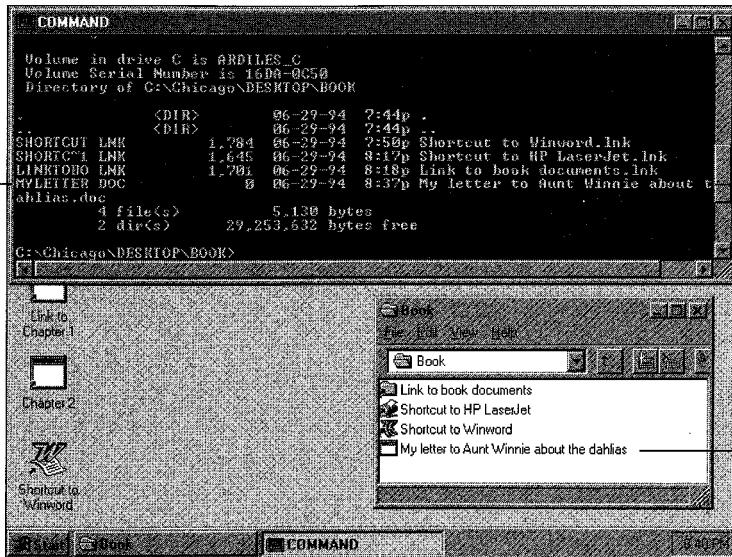 COMMAND
Volume in drive C is ARDILES_C
Volume Serial Number is 16DA-0C50
Directory of C:\Chicago\DESKTOP\BOOK
. <DIR> 06-29-94 7:44p .
.. <DIR> 06-29-94 7:44p ..
SHORTCUT LNK 1,784 06-29-94 7:50p Shortcut to Winword.lnk
SHORTC~1 LNK 1,645 06-29-94 8:17p Shortcut to HP LaserJet.lnk
LINKTOBO LNK 1,701 06-29-94 8:18p Link to book documents.lnk
MYLETTER DOC 0 06-29-94 8:37p My letter to Aunt Winnie about t
ahlias.doc
4 file(s) 5,130 bytes
2 dir(s) 29,253,632 bytes free
C:\Chicago\DESKTOP\BOOK>
Link to
Chapter 1
Chapter 2
Shortcut to
Winword
Book
File Edit View Help
Book
Link to book documents
Shortcut to HP LaserJet
Shortcut to Winword
My letter to Aunt Winnie about the dahlias
Start
Book
COMMAND